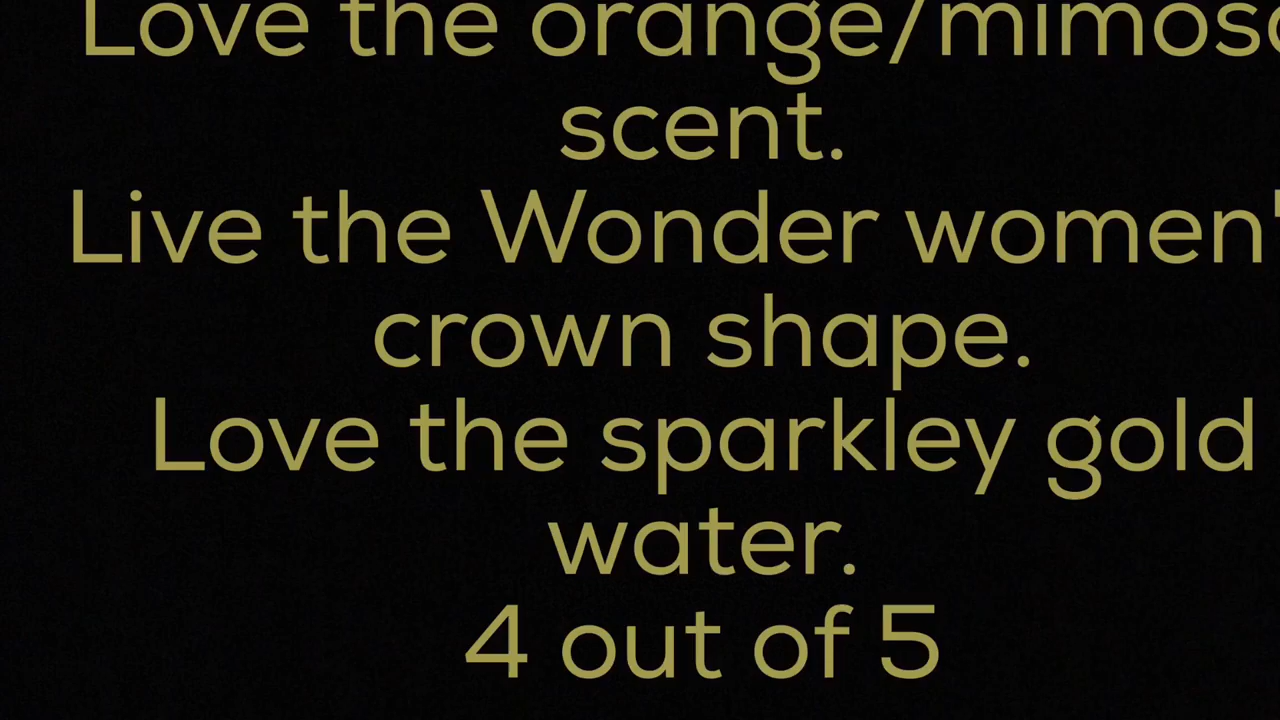 Love the orange/mimosa
scent.
Live the Wonder women'
crown shape.
Love the sparkley gold
water.
4 out of 5